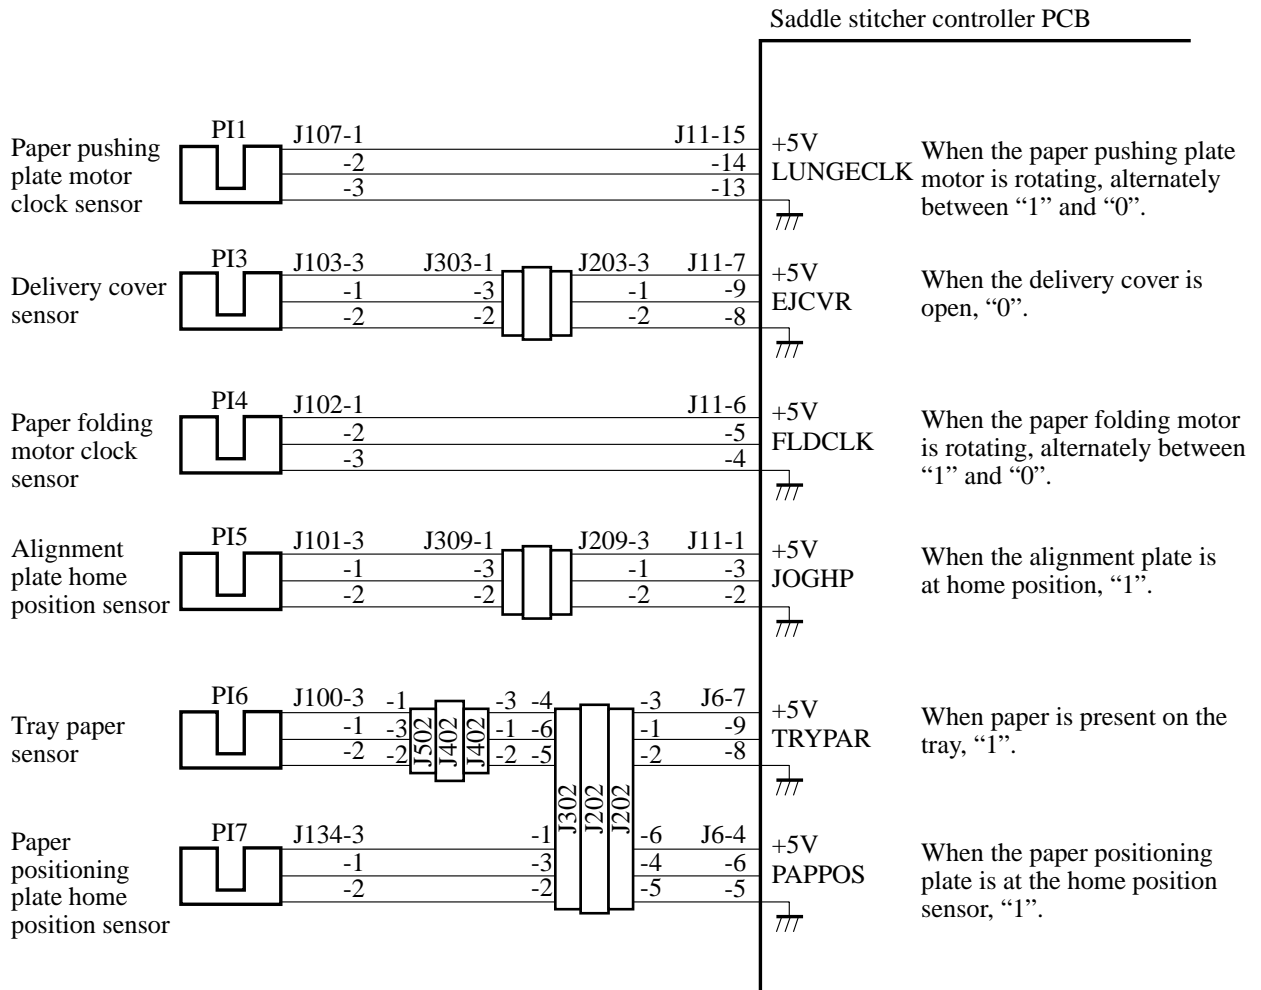 Saddle stitcher controller PCB
Paper pushing
plate motor
clock sensor
PI1
J107-1
-2
-3
J11-15
-14
-13
+5V
LUNGECLK
When the paper pushing plate
motor is rotating, alternately
between “1” and “0”.
Delivery cover
sensor
PI3
J103-3
-1
-2
J303-1
-3
-2
J203-3
-1
-2
J11-7
-9
-8
+5V
EJCVR
When the delivery cover is
open, “0”.
Paper folding
motor clock
sensor
PI4
J102-1
-2
-3
J11-6
-5
-4
+5V
FLDCLK
When the paper folding motor
is rotating, alternately between
“1” and “0”.
Alignment
plate home
position sensor
PI5
J101-3
-1
-2
J309-1
-3
-2
J209-3
-1
-2
J11-1
-3
-2
+5V
JOGHP
When the alignment plate is
at home position, “1”.
Tray paper
sensor
PI6
J100-3
-1
-2
-1
-3
-2
J502
J402
J402
-3
-1
-2
-4
-6
-5
J302
J202
J202
-3
-1
-2
J6-7
-9
-8
+5V
TRYPAR
When paper is present on the
tray, “1”.
Paper
positioning
plate home
position sensor
PI7
J134-3
-1
-2
-1
-3
-2
-6
-4
-5
J6-4
-6
-5
+5V
PAPPOS
When the paper positioning
plate is at the home position
sensor, “1”.